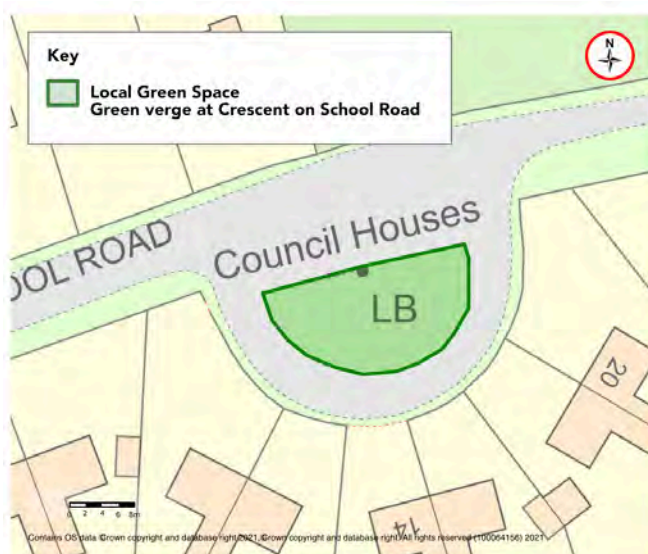 Key
N
Local Green Space
Green verge at Crescent on School Road
OOL ROAD
Council Houses
LB
20
14
0 2 4 6 8m
Contains OS data ©rown copyright and database right 2021, Crown copyright and database right. All rights reserved (100064156) 2021